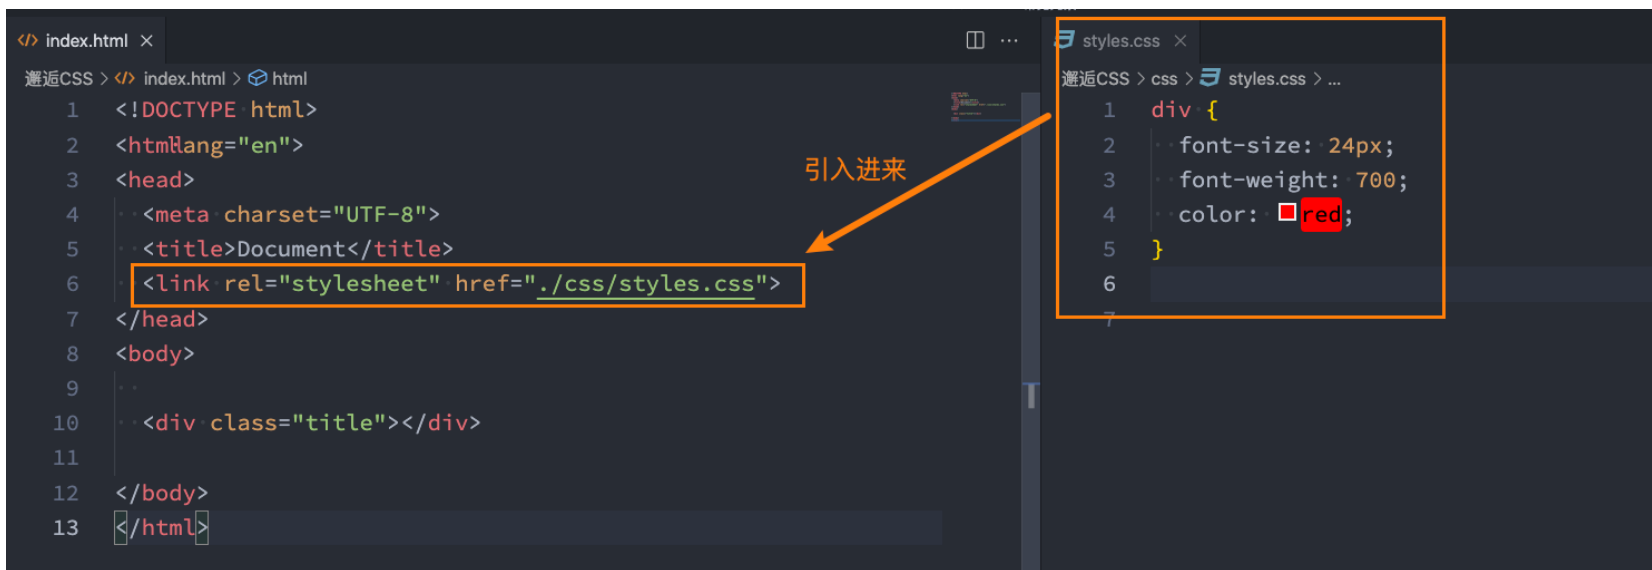 index.html
邂逅CSS > index.html > html
1 <!DOCTYPE html>
2 <html lang="en">
3 <head>
4 <meta charset="UTF-8">
5 <title>Document</title>
6 <link rel="stylesheet" href="./css/styles.css">
7 </head>
8 <body>
9
10 <div class="title"></div>
11
12 </body>
13 </html>
引入进来
styles.css
邂逅CSS > css > styles.css > ...
1 div {
2 font-size: 24px;
3 font-weight: 700;
4 color: red;
5 }
6
7